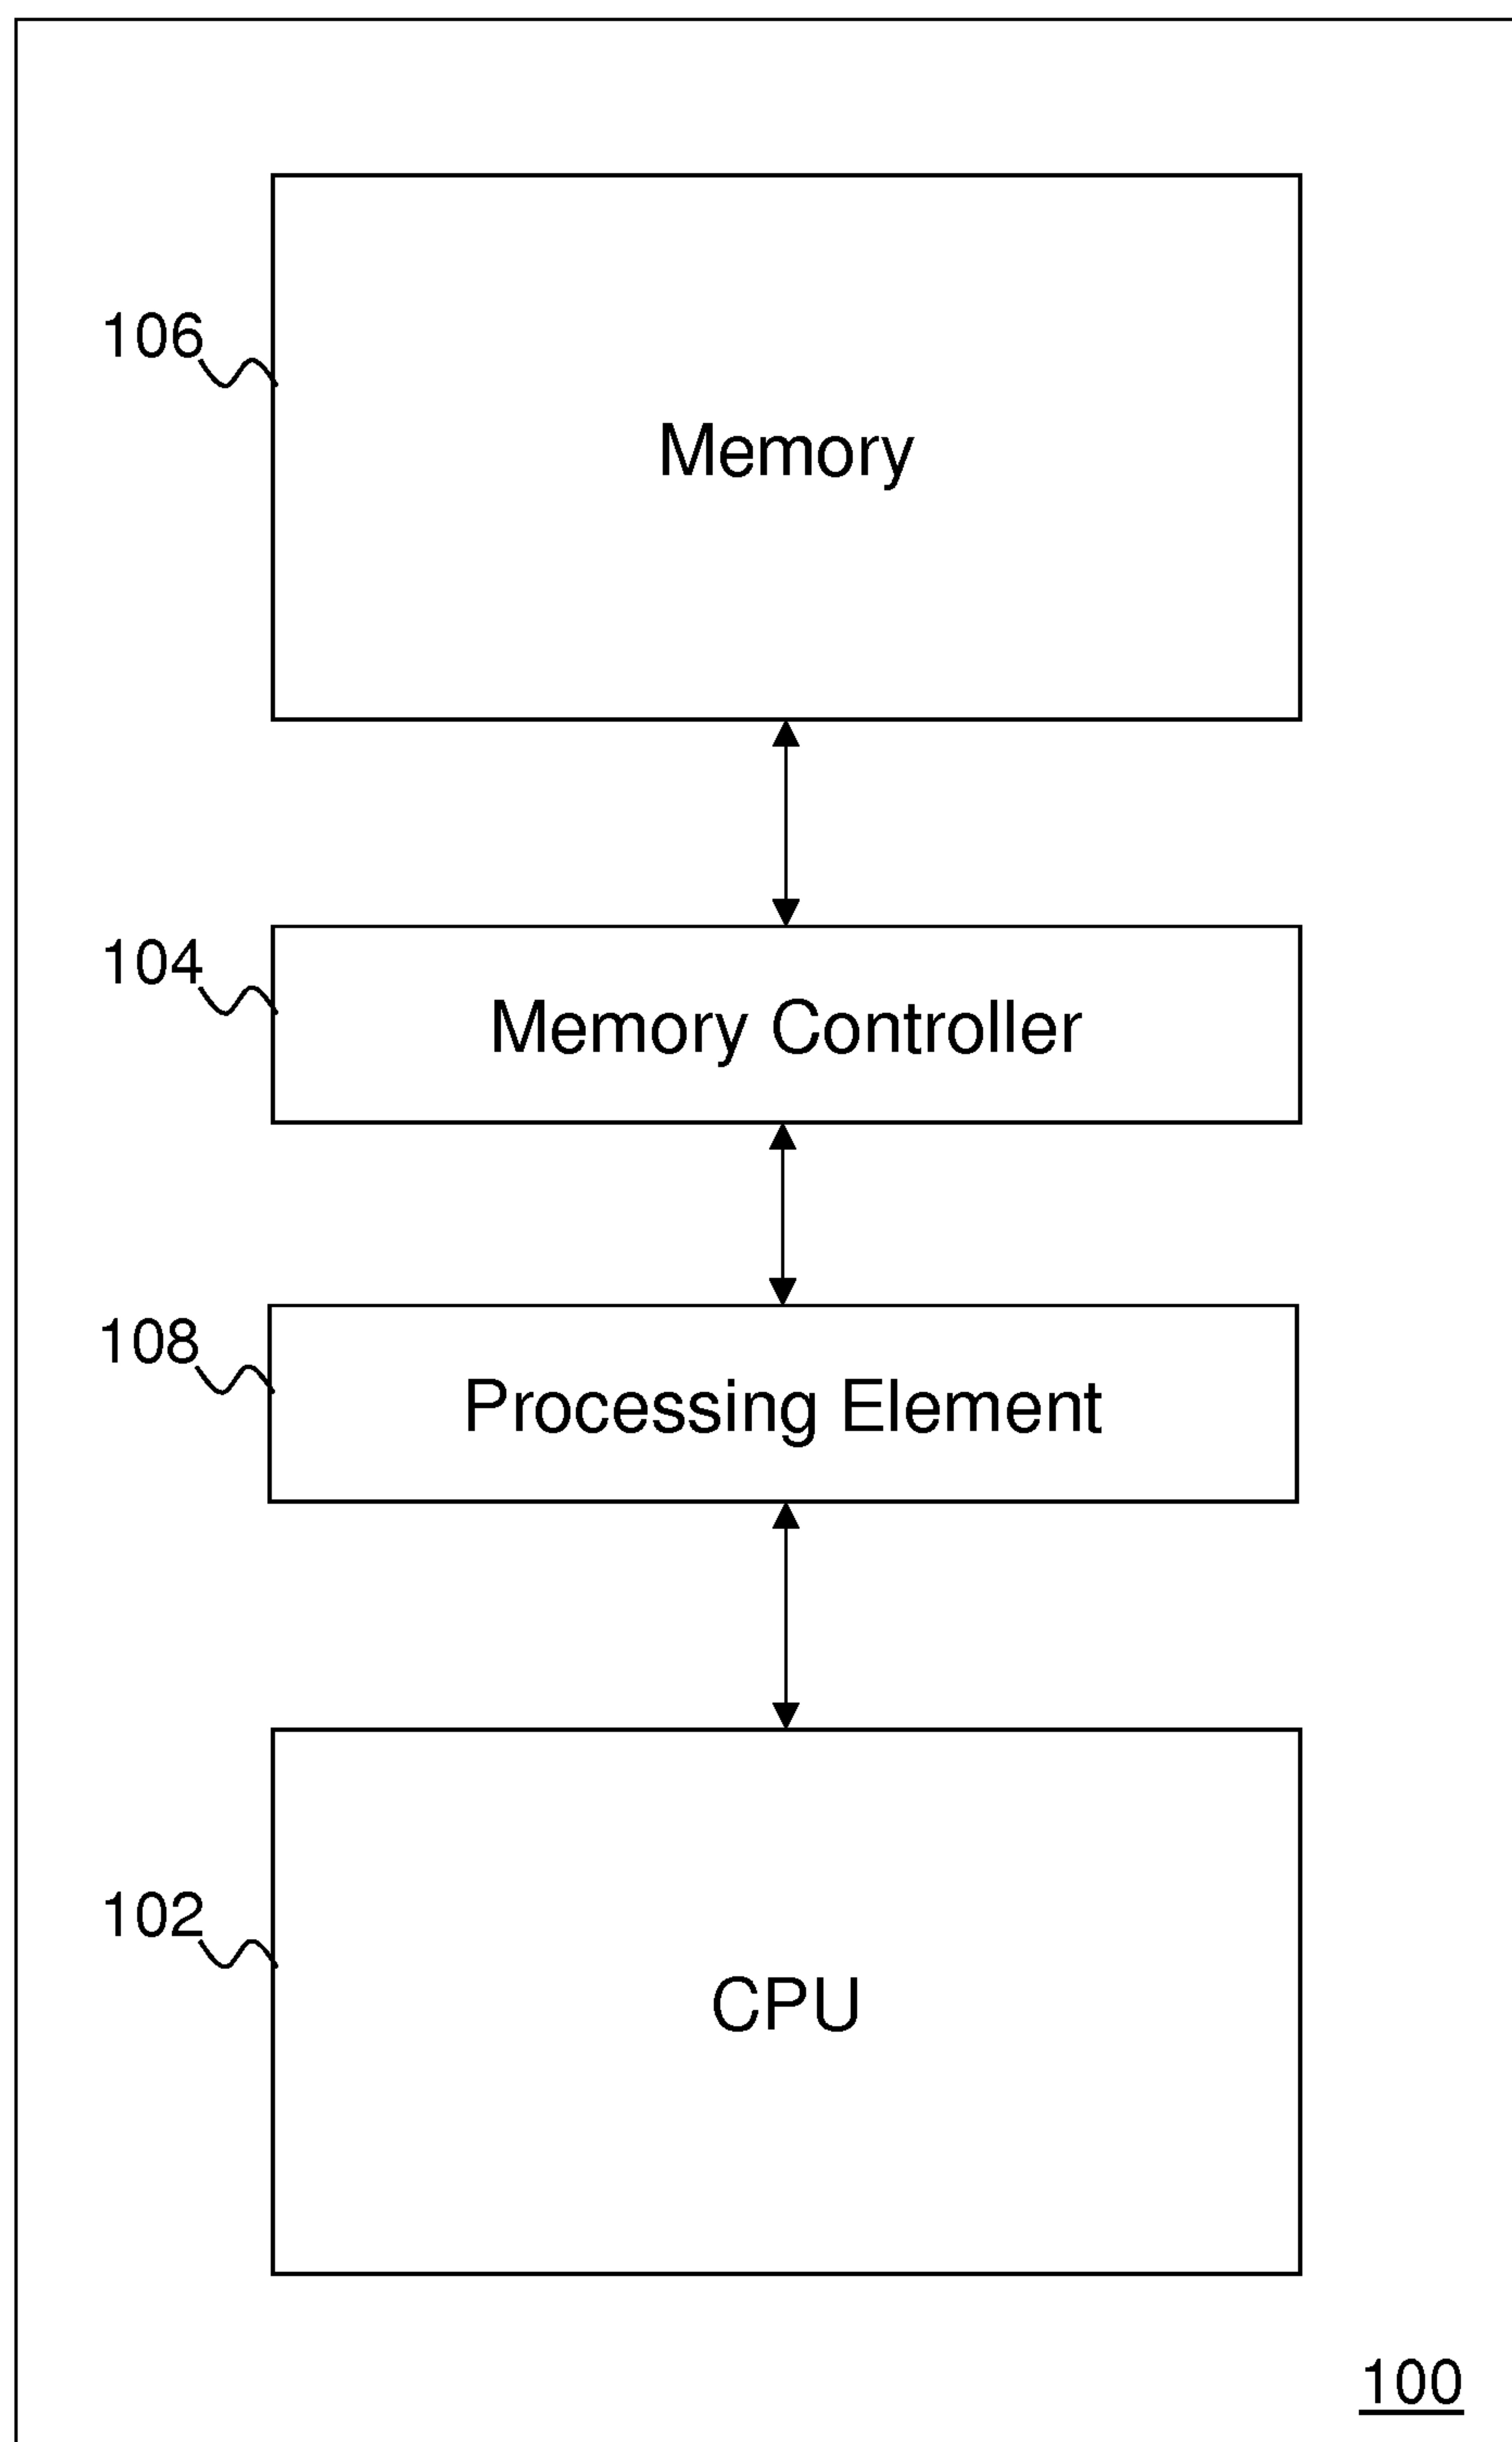 106
Memory
104
Memory Controller
108
Processing Element
102
CPU
100